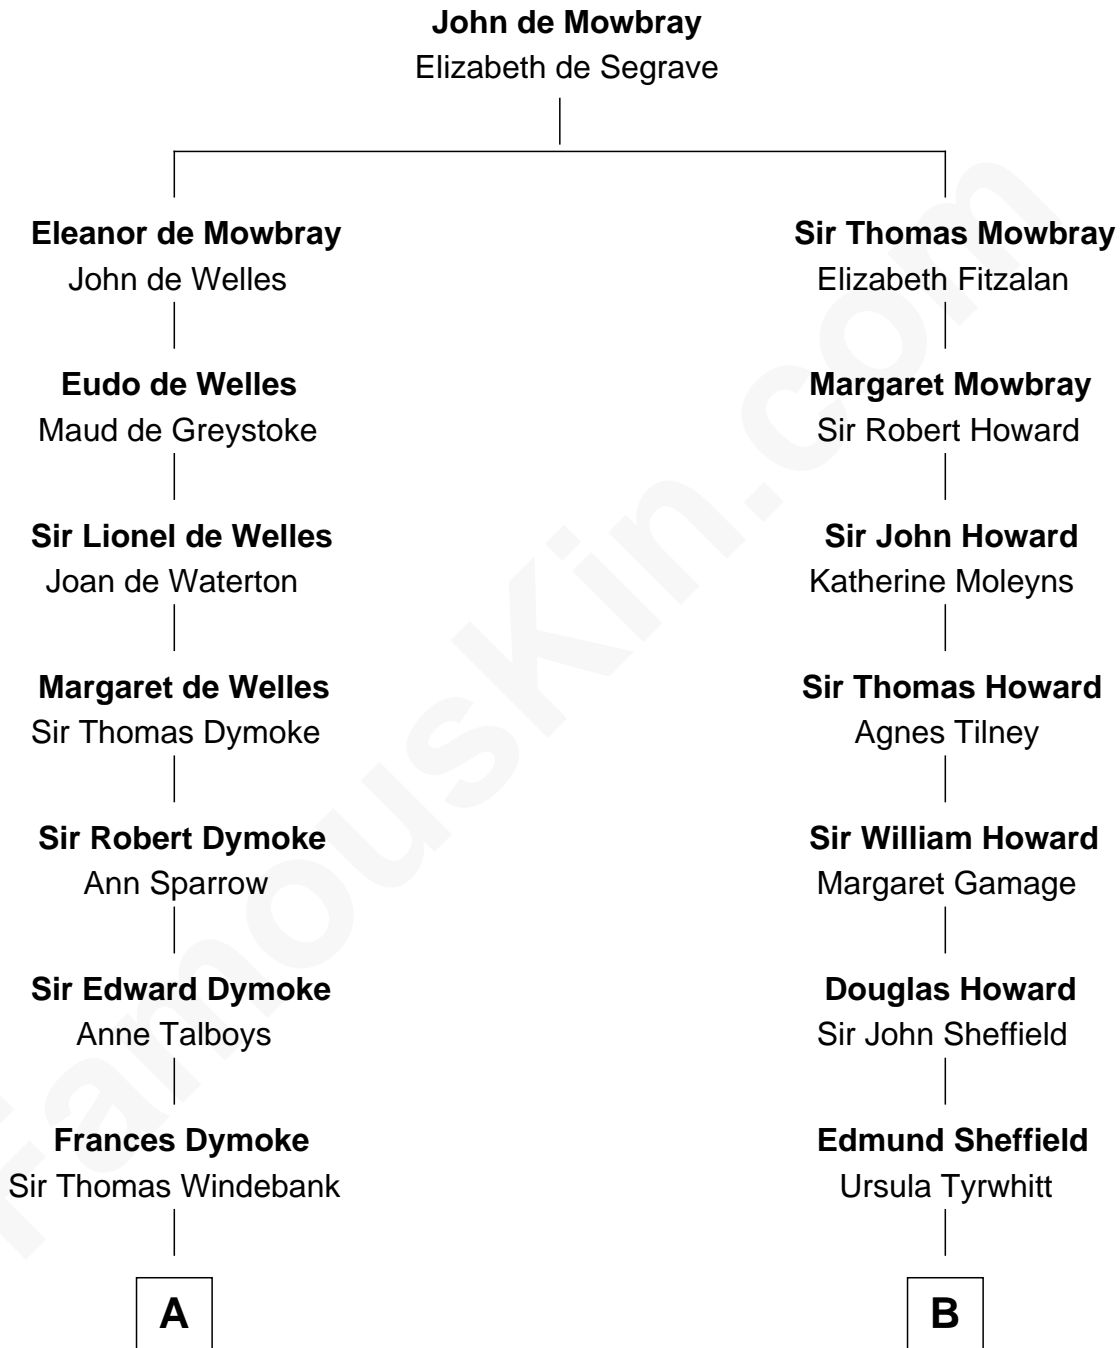 John de Mowbray
Elizabeth de Segrave
Eleanor de Mowbray
John de Welles
Sir Thomas Mowbray
Elizabeth Fitzalan
Eudo de Welles
Maud de Greystoke
Margaret Mowbray
Sir Robert Howard
Sir Lionel de Welles
Joan de Waterton
Sir John Howard
Katherine Moleyns
Margaret de Welles
Sir Thomas Dymoke
Sir Thomas Howard
Agnes Tilney
Sir Robert Dymoke
Ann Sparrow
Sir William Howard
Margaret Gamage
Sir Edward Dymoke
Anne Talboys
Douglas Howard
Sir John Sheffield
Frances Dymoke
Sir Thomas Windebank
Edmund Sheffield
Ursula Tyrwhitt
A
B
FamousKin.com